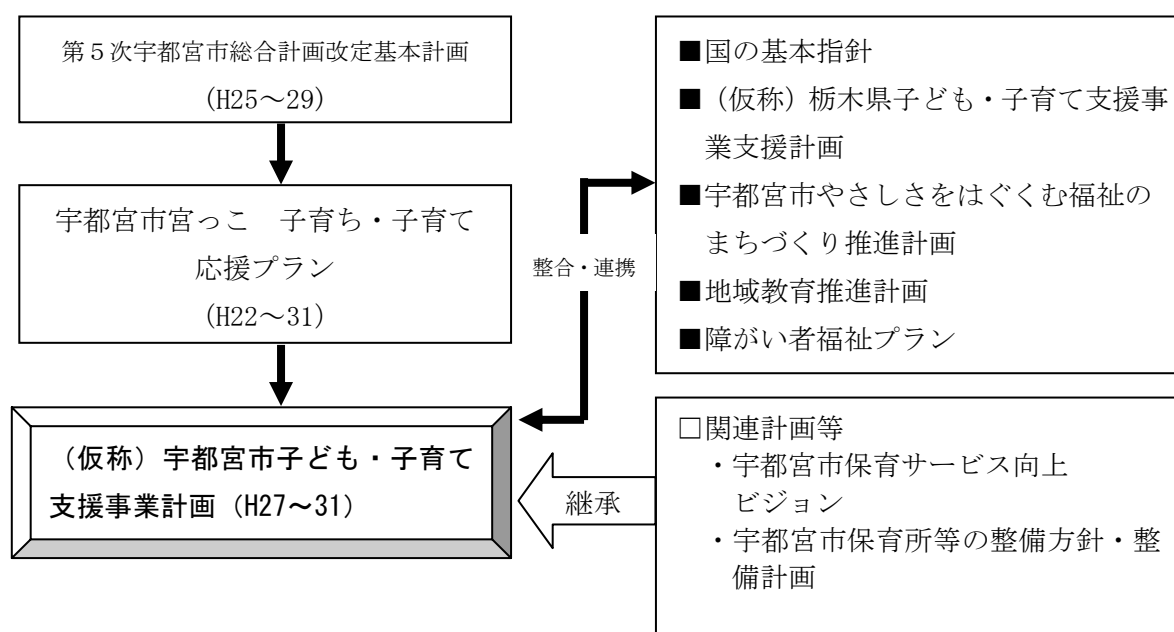 第５次宇都宮市総合計画改定基本計画
(H25～29)
宇都宮市宮っこ　子育ち・子育て
応援プラン
(H22～31)
（仮称）宇都宮市子ども・子育て
支援事業計画（H27～31）
整合・連携
■国の基本指針
■（仮称）栃木県子ども・子育て支援事
業支援計画
■宇都宮市やさしさをはぐくむ福祉の
まちづくり推進計画
■地域教育推進計画
■障がい者福祉プラン
継承
□関連計画等
・宇都宮市保育サービス向上
ビジョン
・宇都宮市保育所等の整備方針・整
備計画